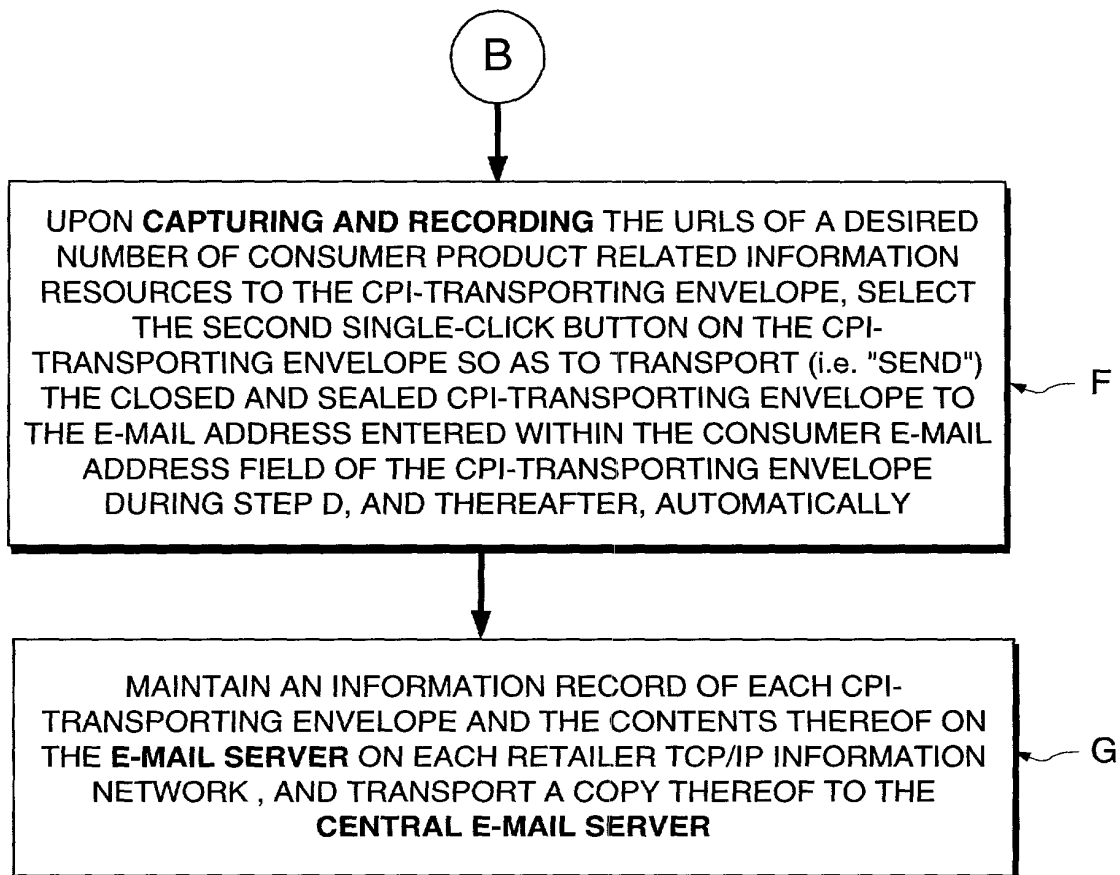 B
UPON CAPTURING AND RECORDING THE URLS OF A DESIRED
NUMBER OF CONSUMER PRODUCT RELATED INFORMATION
RESOURCES TO THE CPI-TRANSPORTING ENVELOPE, SELECT
THE SECOND SINGLE-CLICK BUTTON ON THE CPI-
TRANSPORTING ENVELOPE SO AS TO TRANSPORT (i.e. "SEND")
THE CLOSED AND SEALED CPI-TRANSPORTING ENVELOPE TO
THE E-MAIL ADDRESS ENTERED WITHIN THE CONSUMER E-MAIL
ADDRESS FIELD OF THE CPI-TRANSPORTING ENVELOPE
DURING STEP D, AND THEREAFTER, AUTOMATICALLY
F
MAINTAIN AN INFORMATION RECORD OF EACH CPI-
TRANSPORTING ENVELOPE AND THE CONTENTS THEREOF ON
THE E-MAIL SERVER ON EACH RETAILER TCP/IP INFORMATION
NETWORK , AND TRANSPORT A COPY THEREOF TO THE
CENTRAL E-MAIL SERVER
G